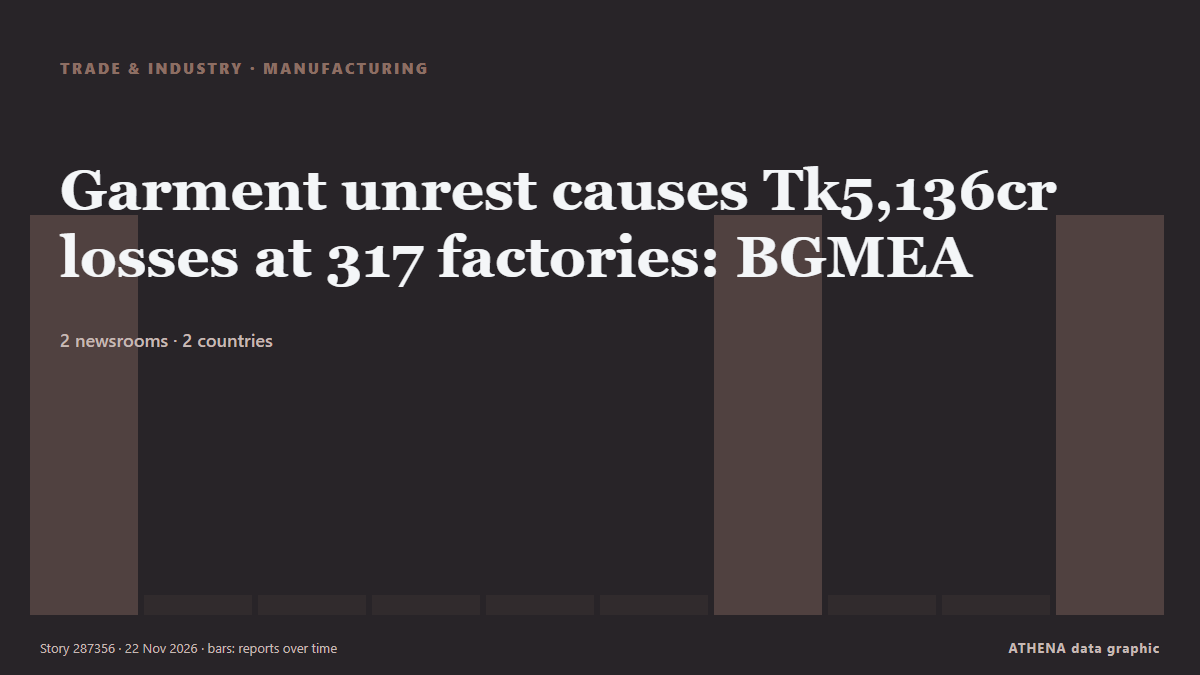 TRADE & INDUSTRY · MANUFACTURING
Garment unrest causes Tk5,136cr
losses at 317 factories: BGMEA
2 newsrooms · 2 countries
Story 287356 · 22 Nov 2026 · bars: reports over time
ATHENA data graphic